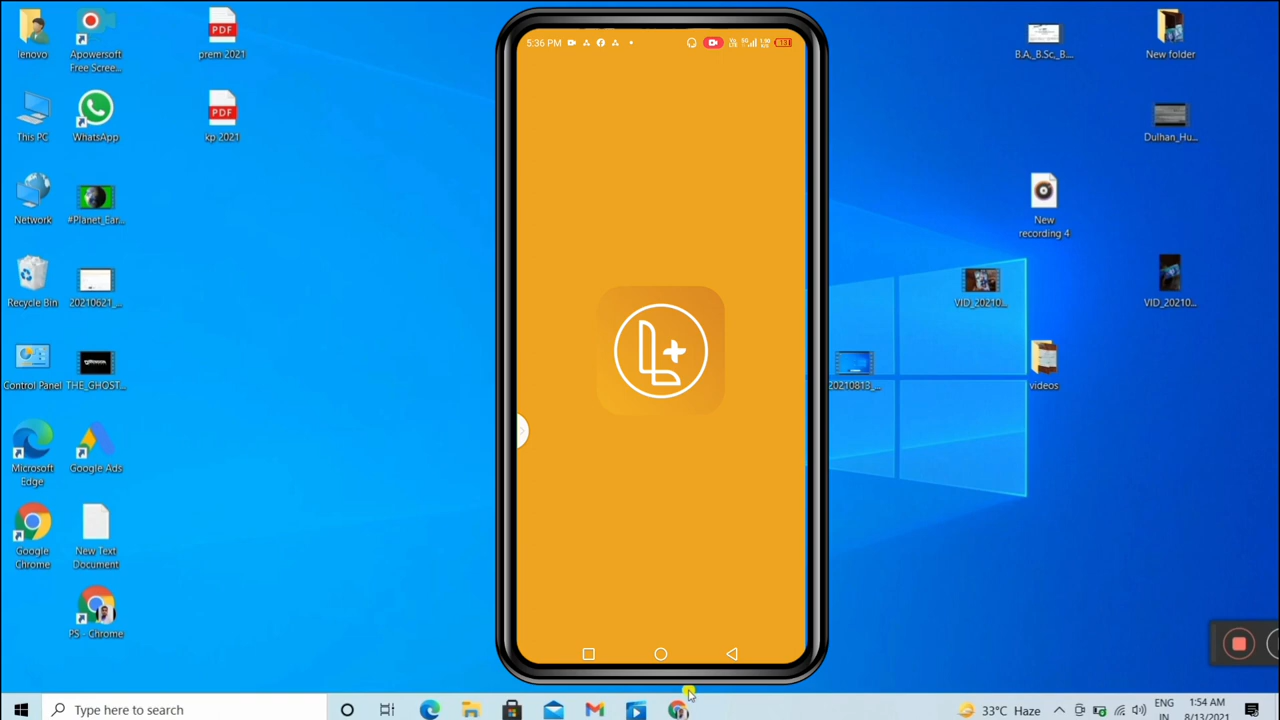 lenovo
Apowersoft
Free Scree...
prem 2021
This PC
WhatsApp
kp 2021
Network
#Planet_Ear...
Recycle Bin
20210621_...
Control Panel
THE_GHOST...
Microsoft
Edge
Google Ads
Google
Chrome
New Text
Document
PS - Chrome
5:36 PM
B.A,_B.Sc,_B....
New folder
Dulhan_Hu...
New
recording 4
VID_20210...
VID_20210...
20210813_...
videos
Type here to search
33°C Haze
ENG
IN
1:54 AM
8/13/2021